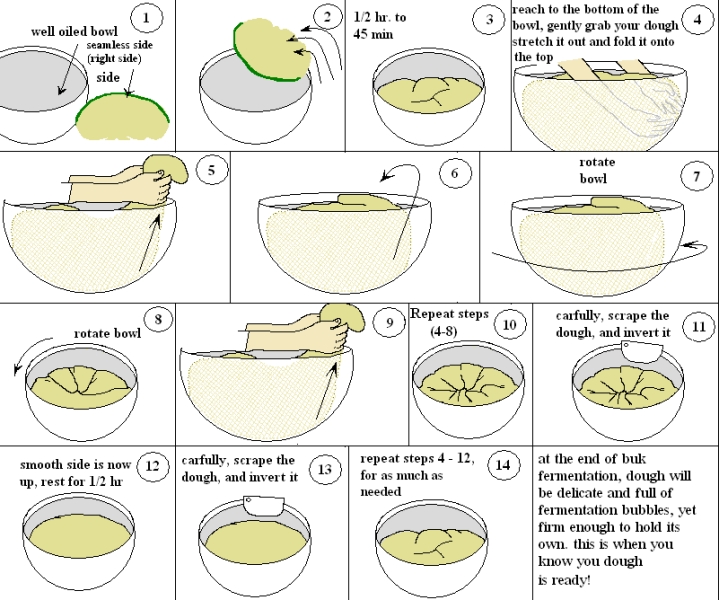 1
well oiled bowl
seamless side
(right side)
side
2
1/2 hr. to
45 min
3
reach to the bottom of the
bowl, gently grab your dough
stretch it out and fold it onto
the top
4
5
6
rotate
bowl
7
8
rotate bowl
9
Repeat steps
(4-8)
10
carfully, scrape the
dough, and invert it
11
smooth side is now
up, rest for 1/2 hr
12
carfully, scrape the
dough, and invert it
13
repeat steps 4 - 12,
for as much as
needed
14
at the end of buk
fermentation, dough will
be delicate and full of
fermentation bubbles, yet
firm enough to hold its
own. this is when you
know you dough
is ready!